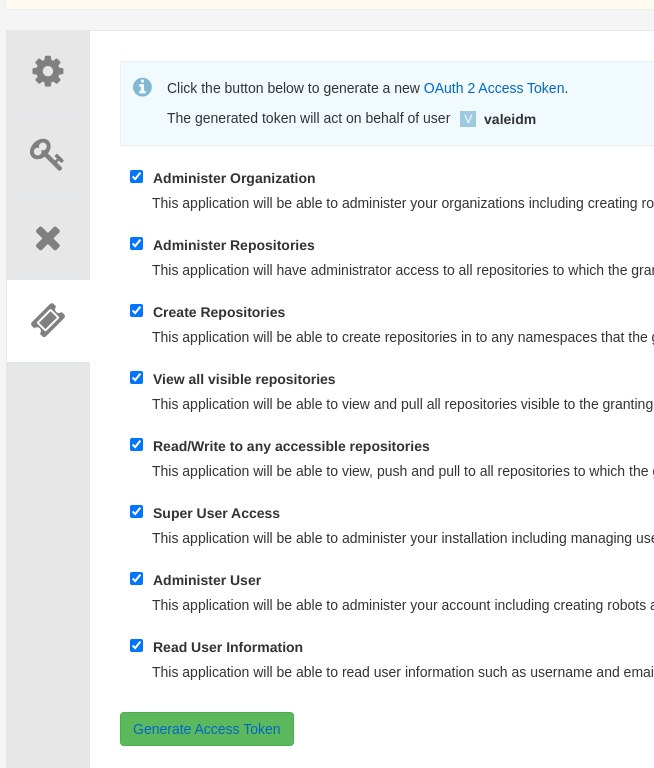 Click the button below to generate a new OAuth 2 Access Token.
The generated token will act on behalf of user V valeidm
Administer Organization
This application will be able to administer your organizations including creating
Administer Repositories
This application will have administrator access to all repositories to which the
Create Repositories
This application will be able to create repositories in to any namespaces that the
View all visible repositories
This application will be able to view and pull all repositories visible to the granting
Read/Write to any accessible repositories
This application will be able to view, push and pull to all repositories to which the
Super User Access
This application will be able to administer your installation including managing
Administer User
This application will be able to administer your account including creating robots
Read User Information
This application will be able to read user information such as username and
Generate Access Token